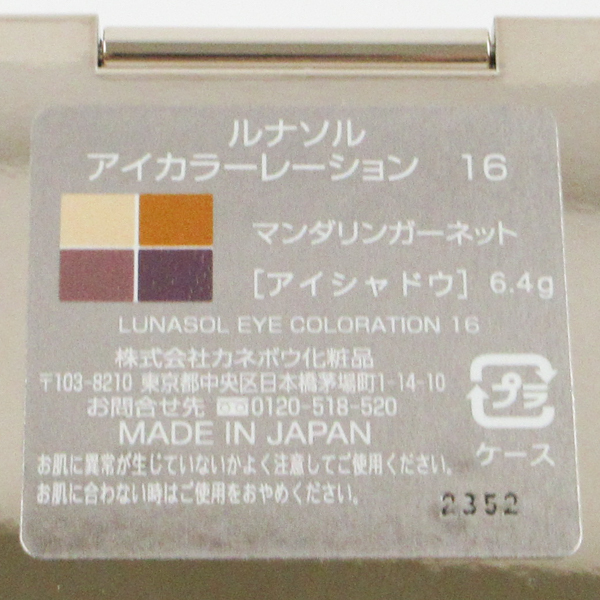 ルナソル
アイカラーレーション 16
マンダリンガーネット
[アイシャドウ] 6.4g
LUNASOL EYE COLORATION 16
株式会社カネボウ化粧品
〒103-8210 東京都中央区日本橋茅場町1-14-10
お問合せ先 0120-518-520
MADE IN JAPAN
プラ
ケース
お肌に異常が生じていないかよく注意してご使用ください。
お肌に合わない時はご使用をおやめください。
2352